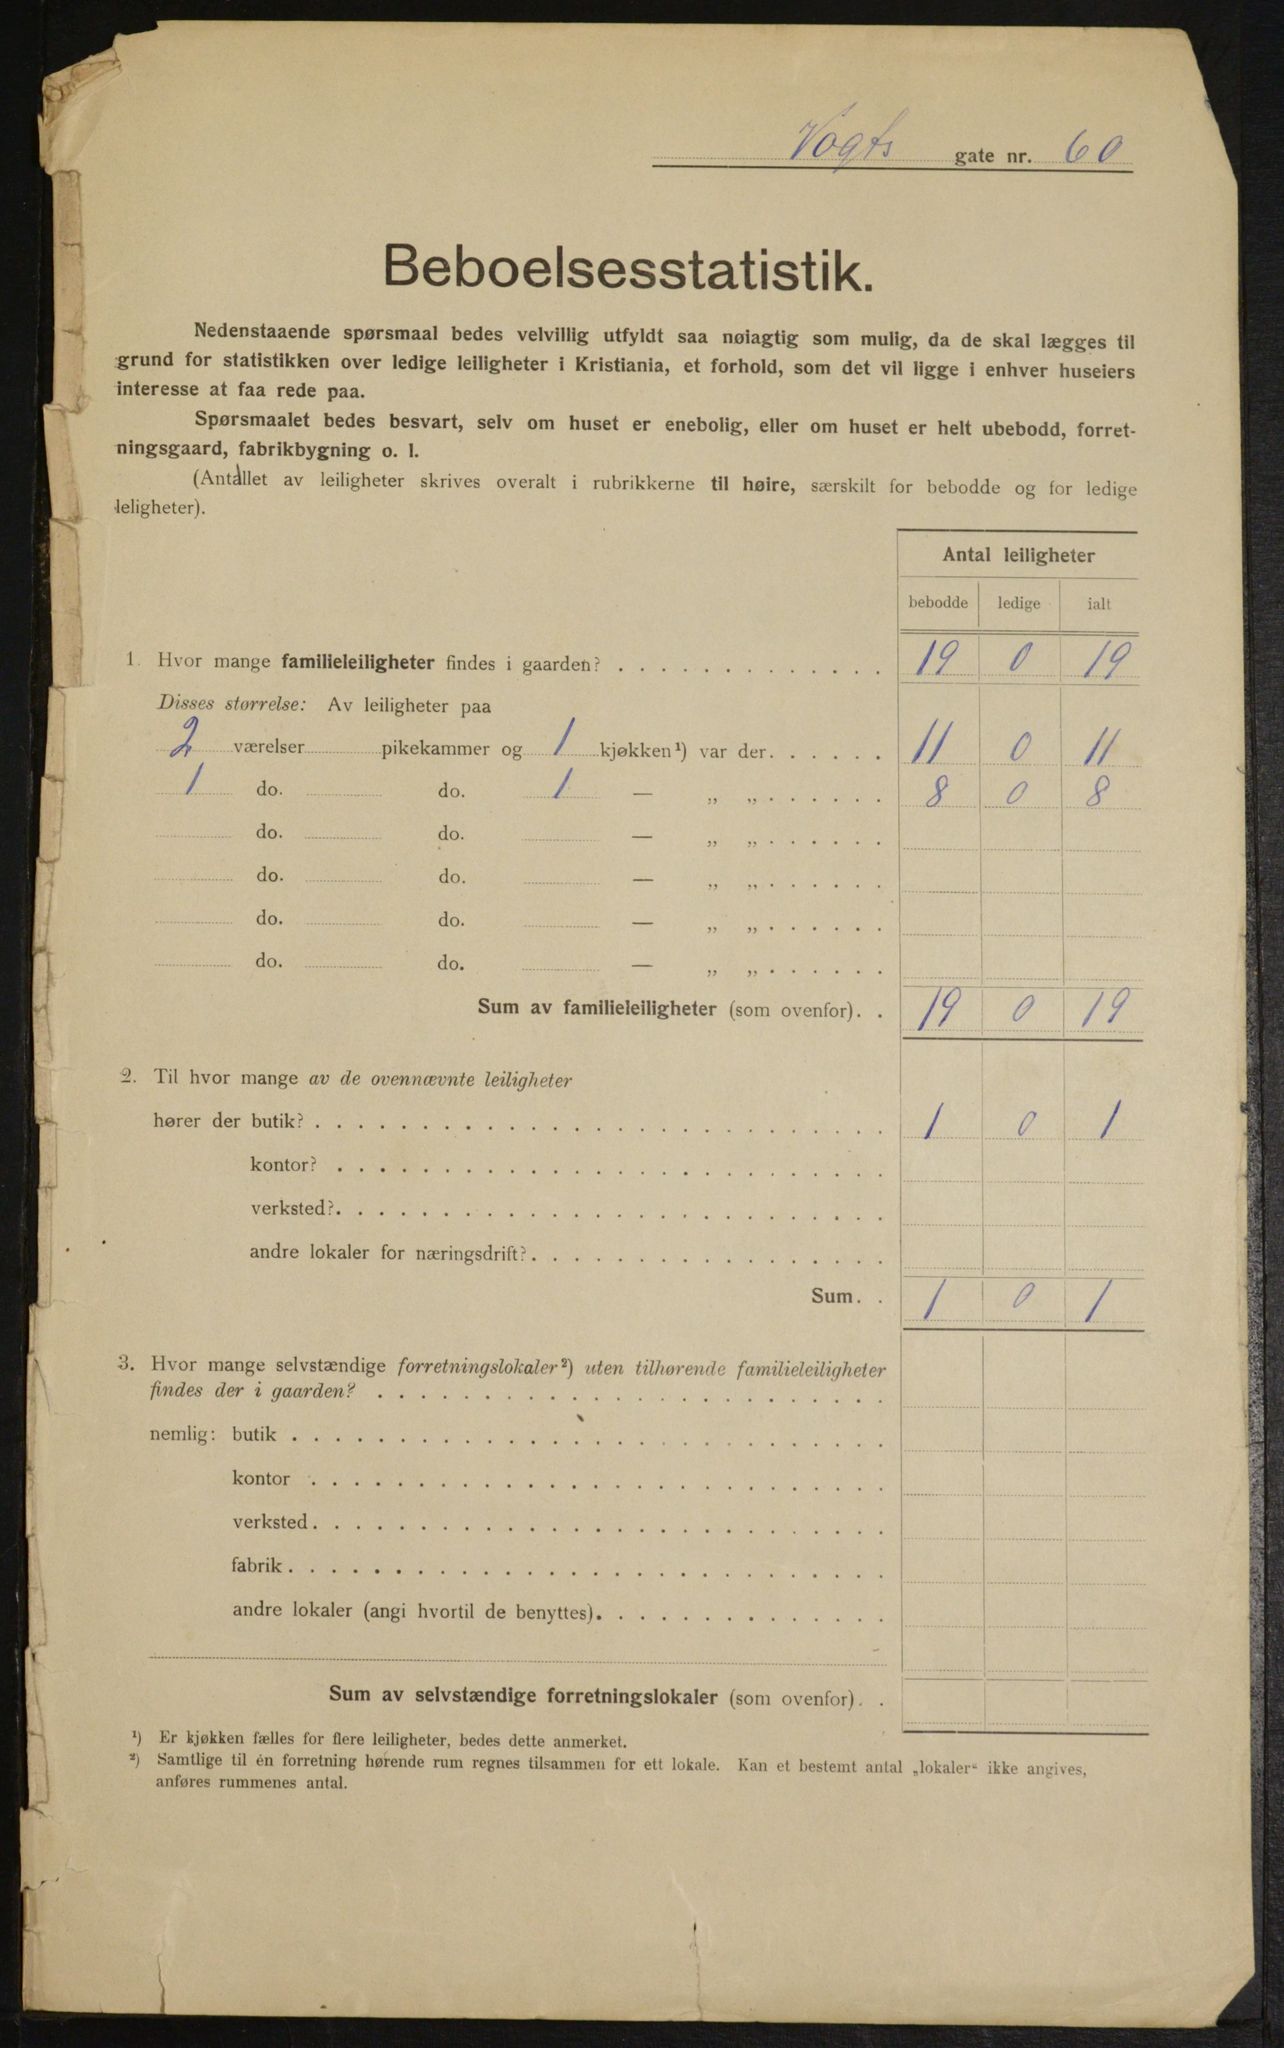 Vogts gate nr. 60
Beboelsesstatistik.
Nedenstaaende spørsmaal bedes velvillig utfyldt saa nøiagtig som mulig, da de skal lægges til
grund for statistikken over ledige leiligheter i Kristiania, et forhold, som det vil ligge i enhver huseiers
interesse at faa rede paa.
Spørsmaalet bedes besvart, selv om huset er enebolig, eller om huset er helt ubebodd, forret-
ningsgaard, fabrikbygning o. l.
(Antallet av leiligheter skrives overalt i rubrikkerne til høire, særskilt for bebodde og for ledige
leligheter).
Antal leiligheter
bebodde ledige ialt
1. Hvor mange familieleiligheter findes i gaarden? . . . . . . . . . . . . . 19 0 19
Disses størrelse: Av leiligheter paa
2 værelser pikekammer og 1 kjøkken¹) var der. . . . . . 11 0 11
1 do. do. 1 — „ „ . . . . . . 8 0 8
do. do. — „ „ . . . . . .
do. do. — „ „ . . . . . .
do. do. — „ „ . . . . . .
do. do. — „ „ . . . . . .
Sum av familieleiligheter (som ovenfor). . 19 0 19
2. Til hvor mange av de ovennævnte leiligheter
hører der butik? . . . . . . . . . . . . . . . . . . . . . . . . . . . 1 0 1
kontor? . . . . . . . . . . . . . . . . . . . . . . . . . .
verksted?. . . . . . . . . . . . . . . . . . . . . . . . . .
andre lokaler for næringsdrift?. . . . . . . . . . . . . . . . .
Sum. . 1 0 1
3. Hvor mange selvstændige forretningslokaler²) uten tilhørende familieleiligheter
findes der i gaarden? . . . . . . . . . . . . . . . . . . . . . . . .
nemlig: butik . . . . . . . . . . . . . . . . . . . . . . . . . . . .
kontor . . . . . . . . . . . . . . . . . . . . . . . . . . .
verksted. . . . . . . . . . . . . . . . . . . . . . . . . . .
fabrik. . . . . . . . . . . . . . . . . . . . . . . . . . . .
andre lokaler (angi hvortil de benyttes). . . . . . . . . . . . . .
Sum av selvstændige forretningslokaler (som ovenfor). .
¹) Er kjøkken fælles for flere leiligheter, bedes dette anmerket.
²) Samtlige til én forretning hørende rum regnes tilsammen for ett lokale. Kan et bestemt antal „lokaler“ ikke angives,
anføres rummenes antal.